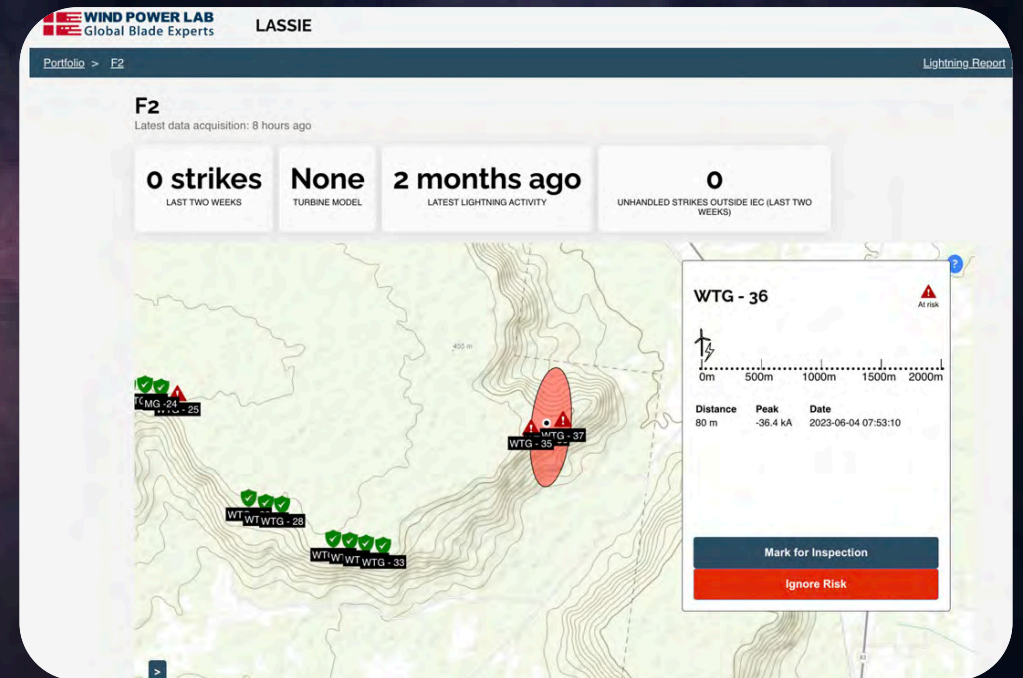 WIND POWER LAB
Global Blade Experts
LASSIE
Portfolio > F2
Lightning Report
F2
Latest data acquisition: 8 hours ago
0 strikes
LAST TWO WEEKS
None
TURBINE MODEL
2 months ago
LATEST LIGHTNING ACTIVITY
0
UNHANDLED STRIKES OUTSIDE IEC (LAST TWO
WEEKS)
?
WTG - 36
At risk
0m 500m 1000m 1500m 2000m
Distance Peak Date
80 m -36.4 kA 2023-06-04 07:53:10
Mark for Inspection
Ignore Risk
MG -24
- 25
WTG - 37
WTG - 35
WTG - 28
WTG - 33
>